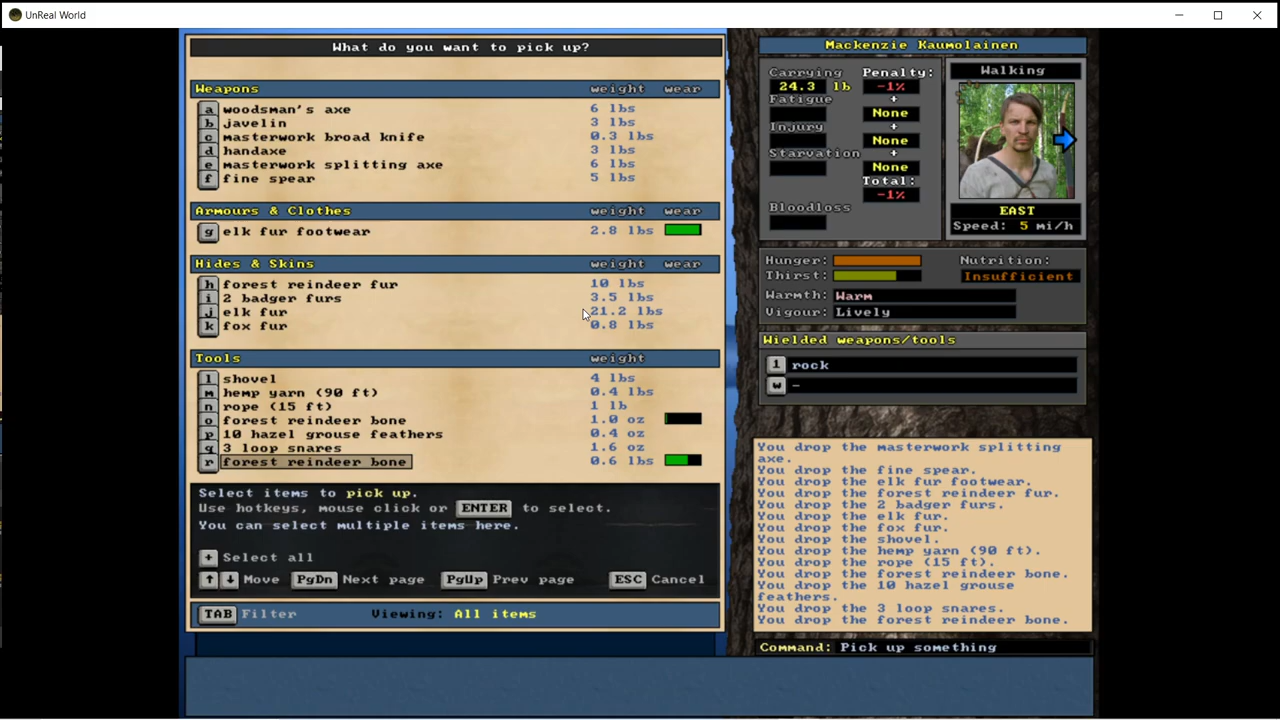 UnReal World
What do you want to pick up?
Weapons weight wear
a woodsman's axe 6 lbs
b javelin 3 lbs
c masterwork broad knife 0.3 lbs
d handaxe 3 lbs
e masterwork splitting axe 6 lbs
f fine spear 5 lbs
Armours & Clothes weight wear
g elk fur footwear 2.8 lbs
Hides & Skins weight wear
h forest reindeer fur 10 lbs
i 2 badger furs 3.5 lbs
j elk fur 21.2 lbs
k fox fur 0.8 lbs
Tools weight
l shovel 4 lbs
m hemp yarn (90 ft) 0.4 lbs
n rope (15 ft) 1 lb
o forest reindeer bone 1.0 oz
p 10 hazel grouse feathers 0.4 oz
q 3 loop snares 1.6 oz
r forest reindeer bone 0.6 lbs
Select items to pick up.
Use hotkeys, mouse click or ENTER to select.
You can select multiple items here.
+ Select all
↑ ↓ Move PgDn Next page PgUp Prev page ESC Cancel
TAB Filter Viewing: All items
Mackenzie Kaumolainen
Carrying Penalty:
24.3 lb -1%
Fatigue +
None
Injury +
None
Starvation +
None
Total:
-1%
Bloodloss
Walking
EAST
Speed: 5 mi/h
Hunger: Nutrition:
Thirst: Insufficient
Warmth: Warm
Vigour: Lively
Wielded weapons/tools
1 rock
w -
You drop the masterwork splitting
axe.
You drop the fine spear.
You drop the elk fur footwear.
You drop the forest reindeer fur.
You drop the 2 badger furs.
You drop the elk fur.
You drop the fox fur.
You drop the shovel.
You drop the hemp yarn (90 ft).
You drop the rope (15 ft).
You drop the forest reindeer bone.
You drop the 10 hazel grouse
feathers.
You drop the 3 loop snares.
You drop the forest reindeer bone.
Command: Pick up something